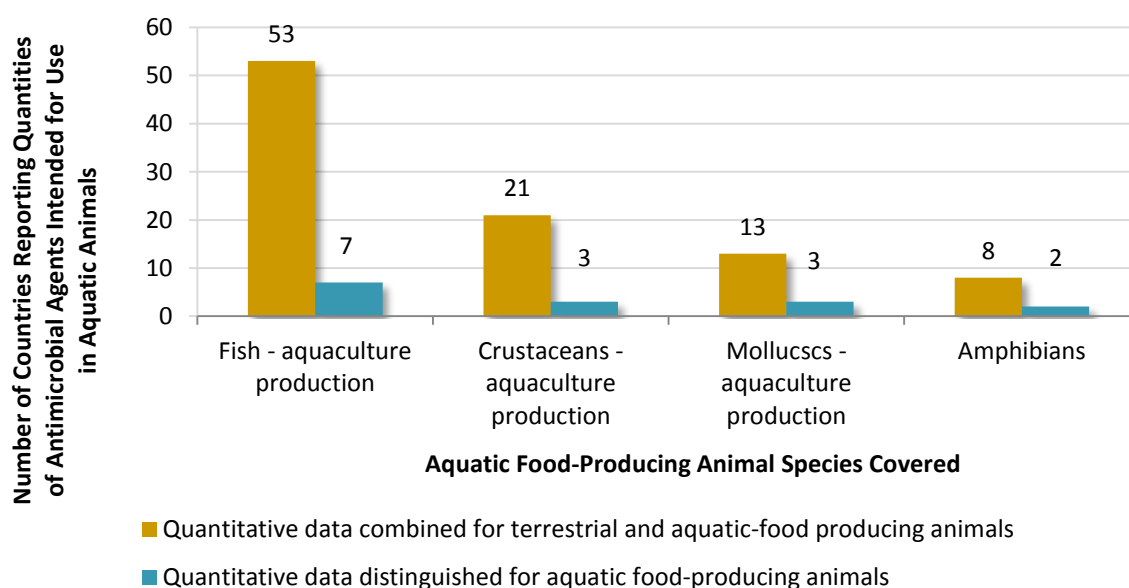 Number of Countries Reporting Quantities
of Antimicrobial Agents Intended for Use
in Aquatic Animals
60
50
40
30
20
10
0
53
7
21
3
13
3
8
2
Fish - aquaculture
production
Crustaceans -
aquaculture
production
Mollucscs -
aquaculture
production
Amphibians
Aquatic Food-Producing Animal Species Covered
Quantitative data combined for terrestrial and aquatic-food producing animals
Quantitative data distinguished for aquatic food-producing animals